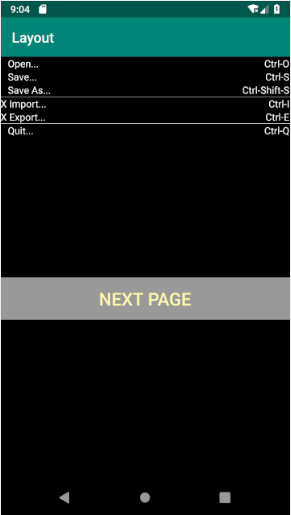 9:04
Layout
Open... Ctrl-O
Save... Ctrl-S
Save As... Ctrl-Shift-S
X Import... Ctrl-I
X Export... Ctrl-E
Quit... Ctrl-Q
NEXT PAGE